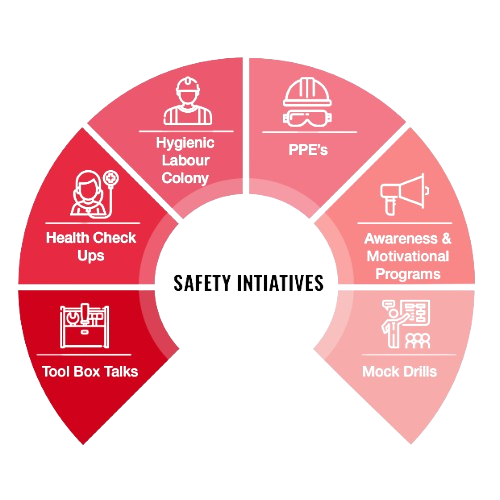 Hygienic
Labour
Colony
PPE's
Health Check
Ups
Awareness &
Motivational
Programs
SAFETY INTIATIVES
Tool Box Talks
Mock Drills